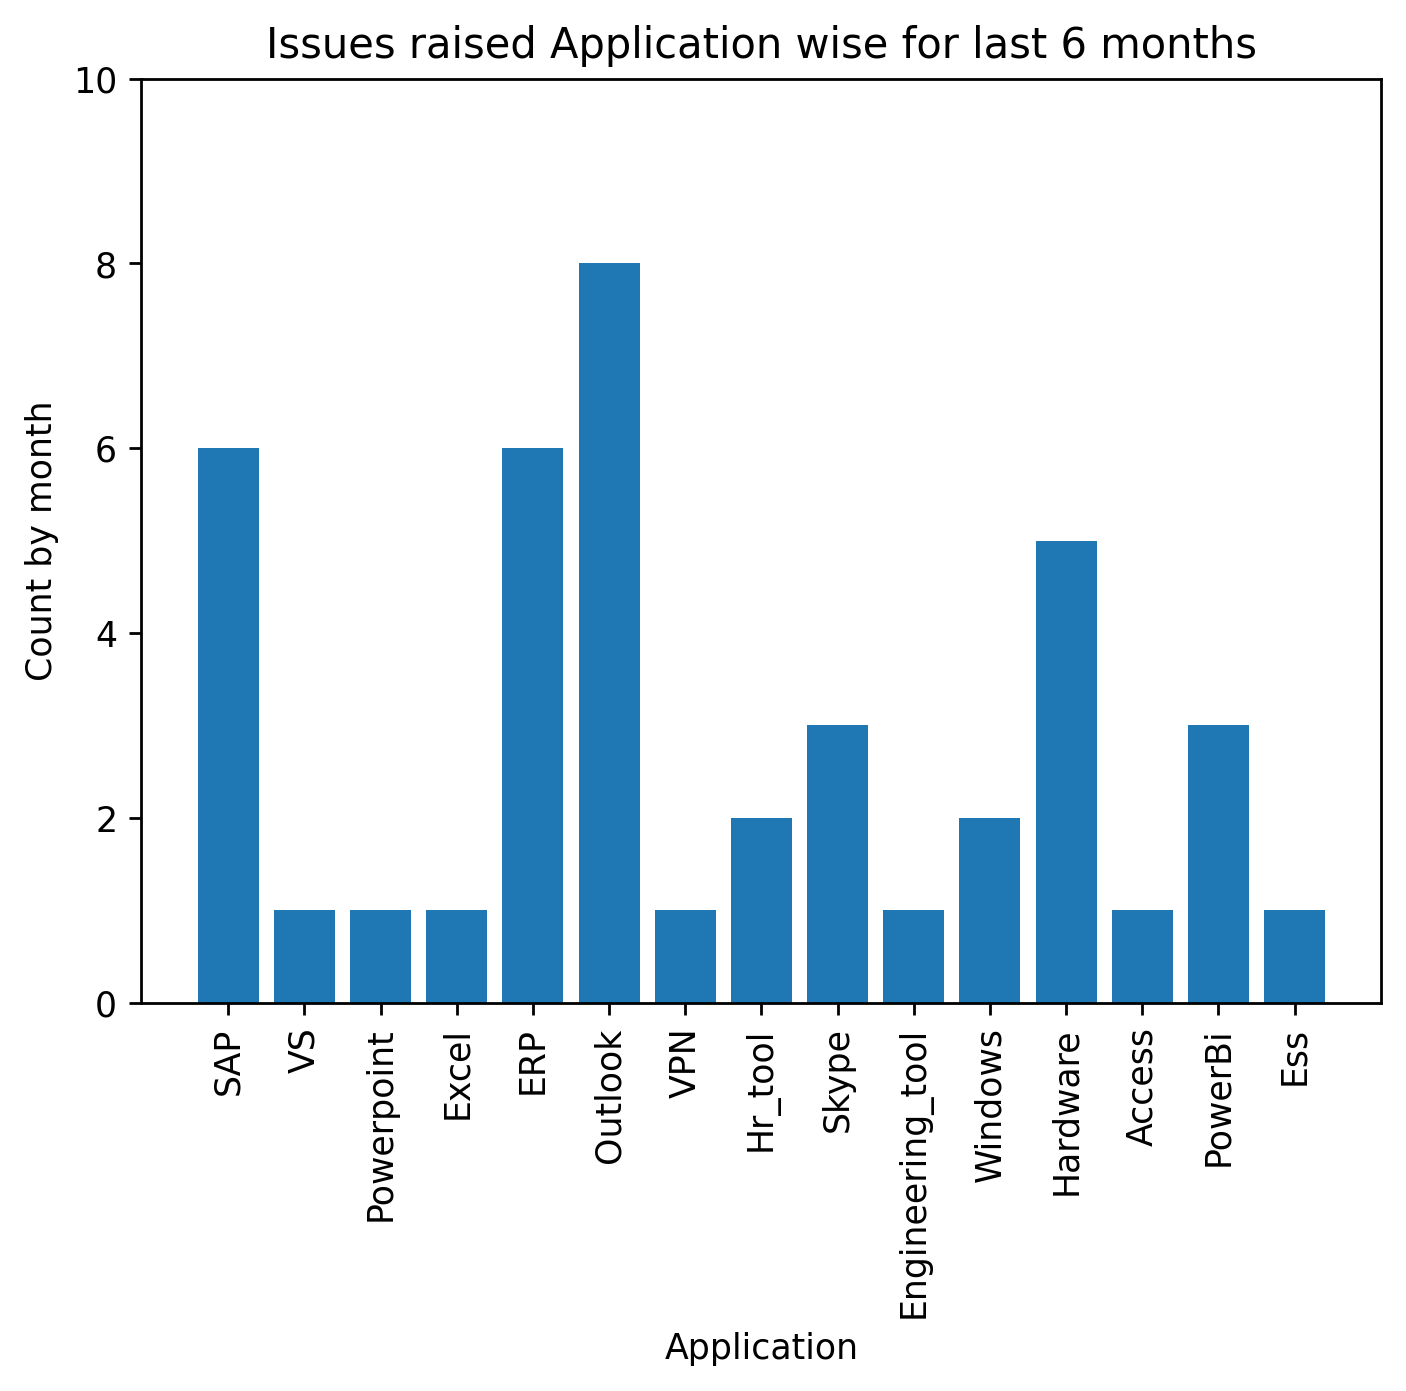 Issues raised Application wise for last 6 months
10
8
6
4
2
0
Count by month
SAP
VS
Powerpoint
Excel
ERP
Outlook
VPN
Hr_tool
Skype
Engineering_tool
Windows
Hardware
Access
PowerBi
Ess
Application